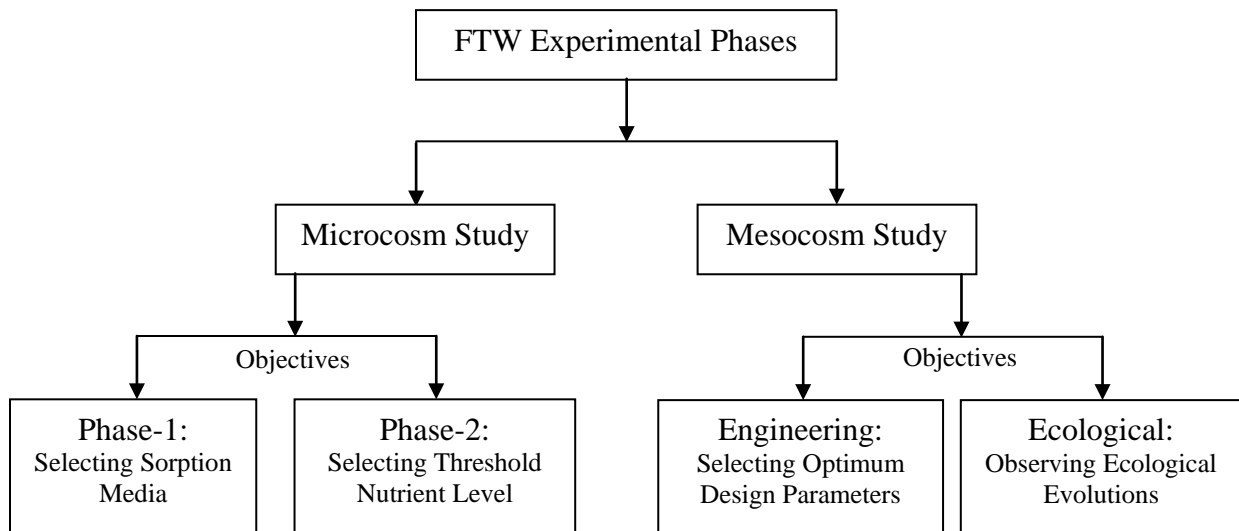 FTW Experimental Phases
Microcosm Study
Mesocosm Study
Objectives
Objectives
Phase-1:
Selecting Sorption
Media
Phase-2:
Selecting Threshold
Nutrient Level
Engineering:
Selecting Optimum
Design Parameters
Ecological:
Observing Ecological
Evolutions